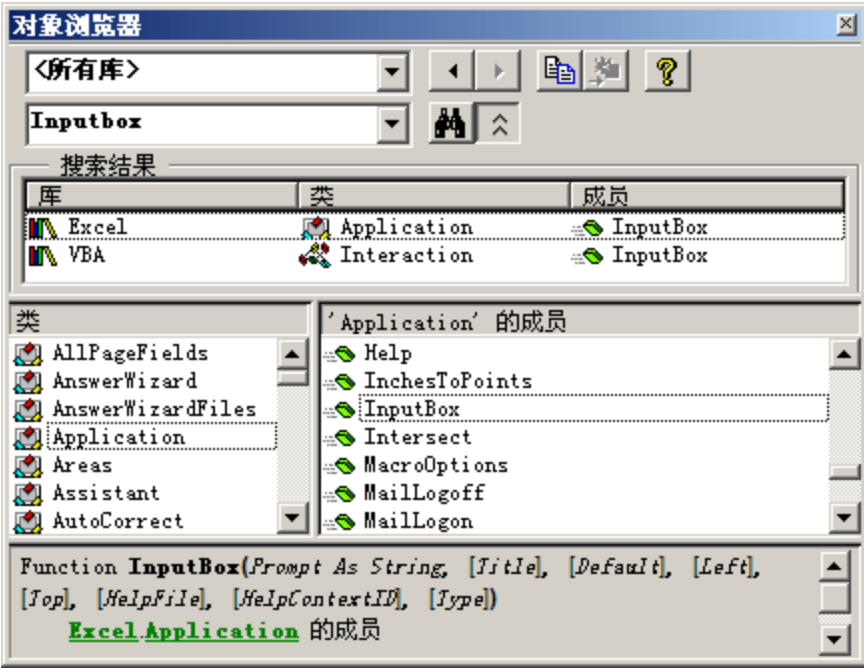 对象浏览器
<所有库>
Inputbox
搜索结果
库 类 成员
Excel Application InputBox
VBA Interaction InputBox
类
AllPageFields
AnswerWizard
AnswerWizardFiles
Application
Areas
Assistant
AutoCorrect
'Application' 的成员
Help
InchesToPoints
InputBox
Intersect
MacroOptions
MailLogoff
MailLogon
Function InputBox(Prompt As String, [Title], [Default], [Left],
[Top], [HelpFile], [HelpContextID], [Type])
Excel.Application 的成员